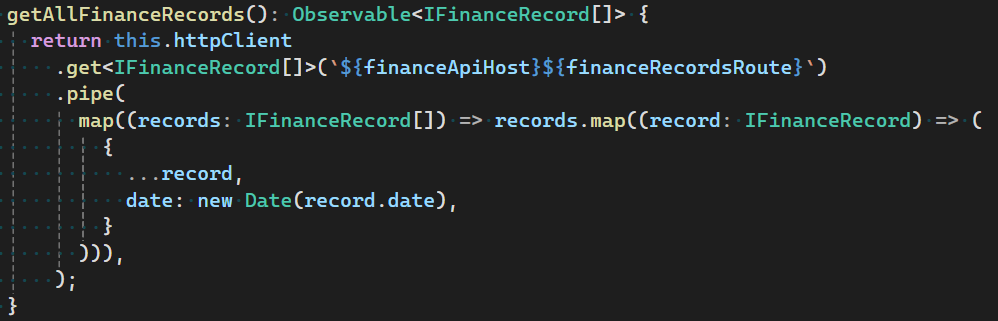 getAllFinanceRecords(): Observable<IFinanceRecord[]> {
  return this.httpClient
    .get<IFinanceRecord[]>(`${financeApiHost}${financeRecordsRoute}`)
    .pipe(
      map((records: IFinanceRecord[]) => records.map((record: IFinanceRecord) => (
        {
          ...record,
          date: new Date(record.date),
        }
      ))),
    );
}